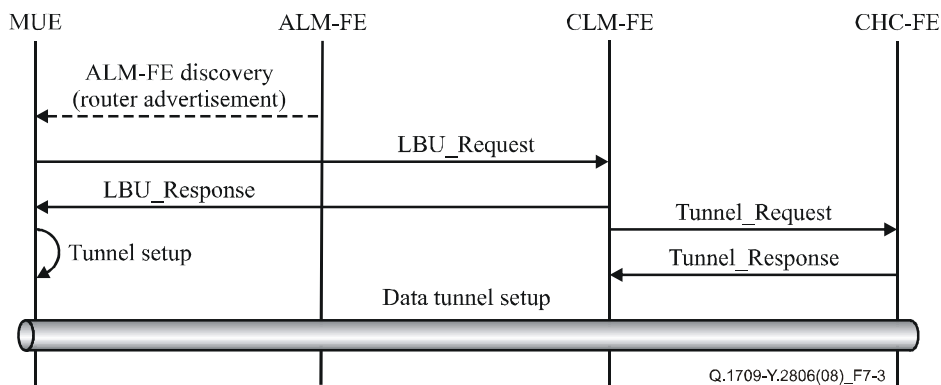 MUE
ALM-FE
CLM-FE
CHC-FE
ALM-FE discovery
(router advertisement)
LBU_Request
LBU_Response
Tunnel_Request
Tunnel setup
Tunnel_Response
Data tunnel setup
Q.1709-Y.2806(08)_F7-3